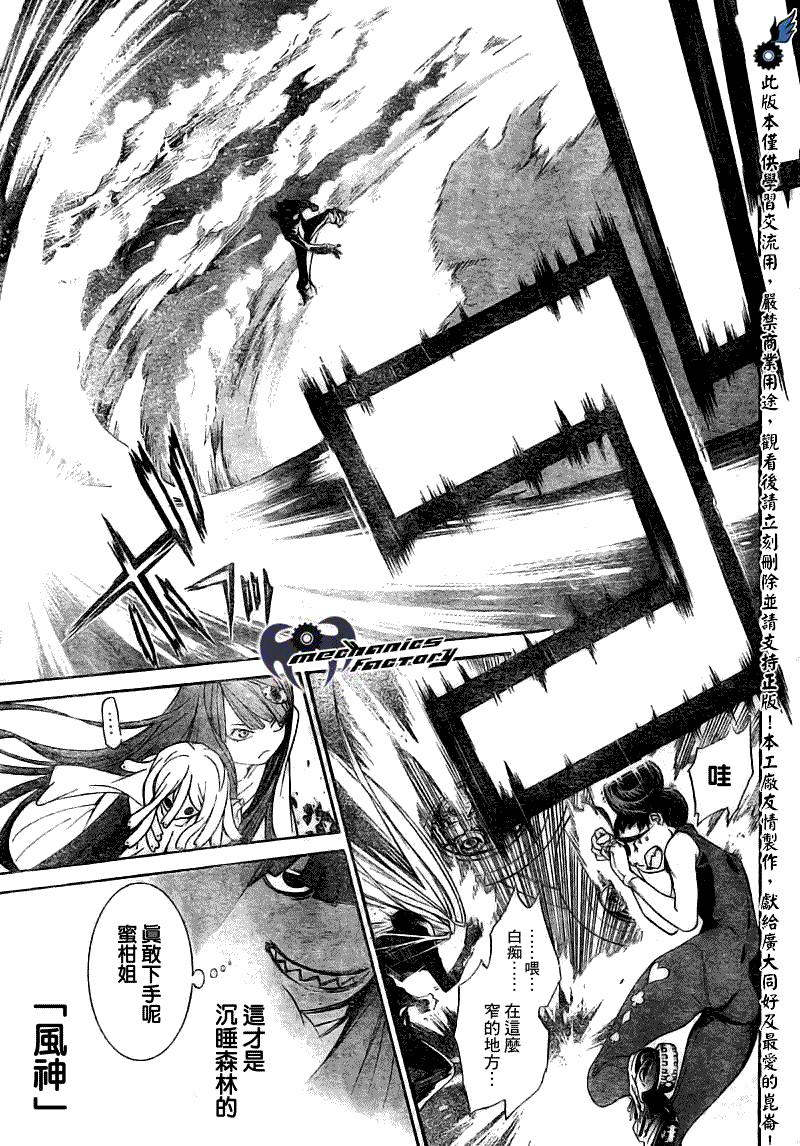 哇
……喂…
白痴……
在這麼
窄的地方…
……
真敢下手呢
蜜柑姐
這才是
沉睡森林的
「風神」
mechanics
factory
此版本僅供學習交流用，嚴禁商業用途，觀看後請立刻刪除並請支持正版！本工廠友情製作，獻給廣大同好及最愛的崑崙！